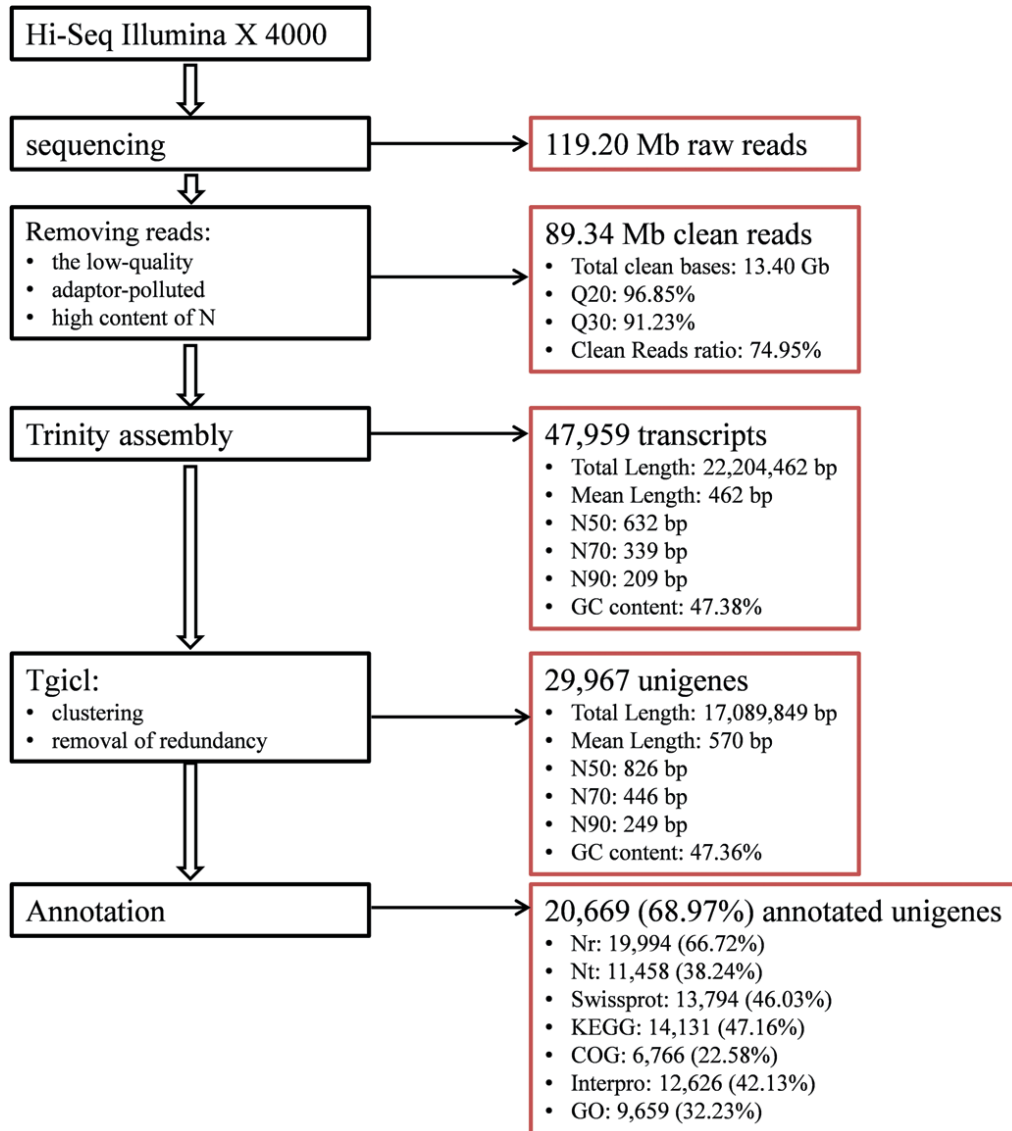 Hi-Seq Illumina X 4000
sequencing
119.20 Mb raw reads
Removing reads:
• the low-quality
• adaptor-polluted
• high content of N
89.34 Mb clean reads
• Total clean bases: 13.40 Gb
• Q20: 96.85%
• Q30: 91.23%
• Clean Reads ratio: 74.95%
Trinity assembly
47,959 transcripts
• Total Length: 22,204,462 bp
• Mean Length: 462 bp
• N50: 632 bp
• N70: 339 bp
• N90: 209 bp
• GC content: 47.38%
Tgicl:
• clustering
• removal of redundancy
29,967 unigenes
• Total Length: 17,089,849 bp
• Mean Length: 570 bp
• N50: 826 bp
• N70: 446 bp
• N90: 249 bp
• GC content: 47.36%
Annotation
20,669 (68.97%) annotated unigenes
• Nr: 19,994 (66.72%)
• Nt: 11,458 (38.24%)
• Swissprot: 13,794 (46.03%)
• KEGG: 14,131 (47.16%)
• COG: 6,766 (22.58%)
• Interpro: 12,626 (42.13%)
• GO: 9,659 (32.23%)